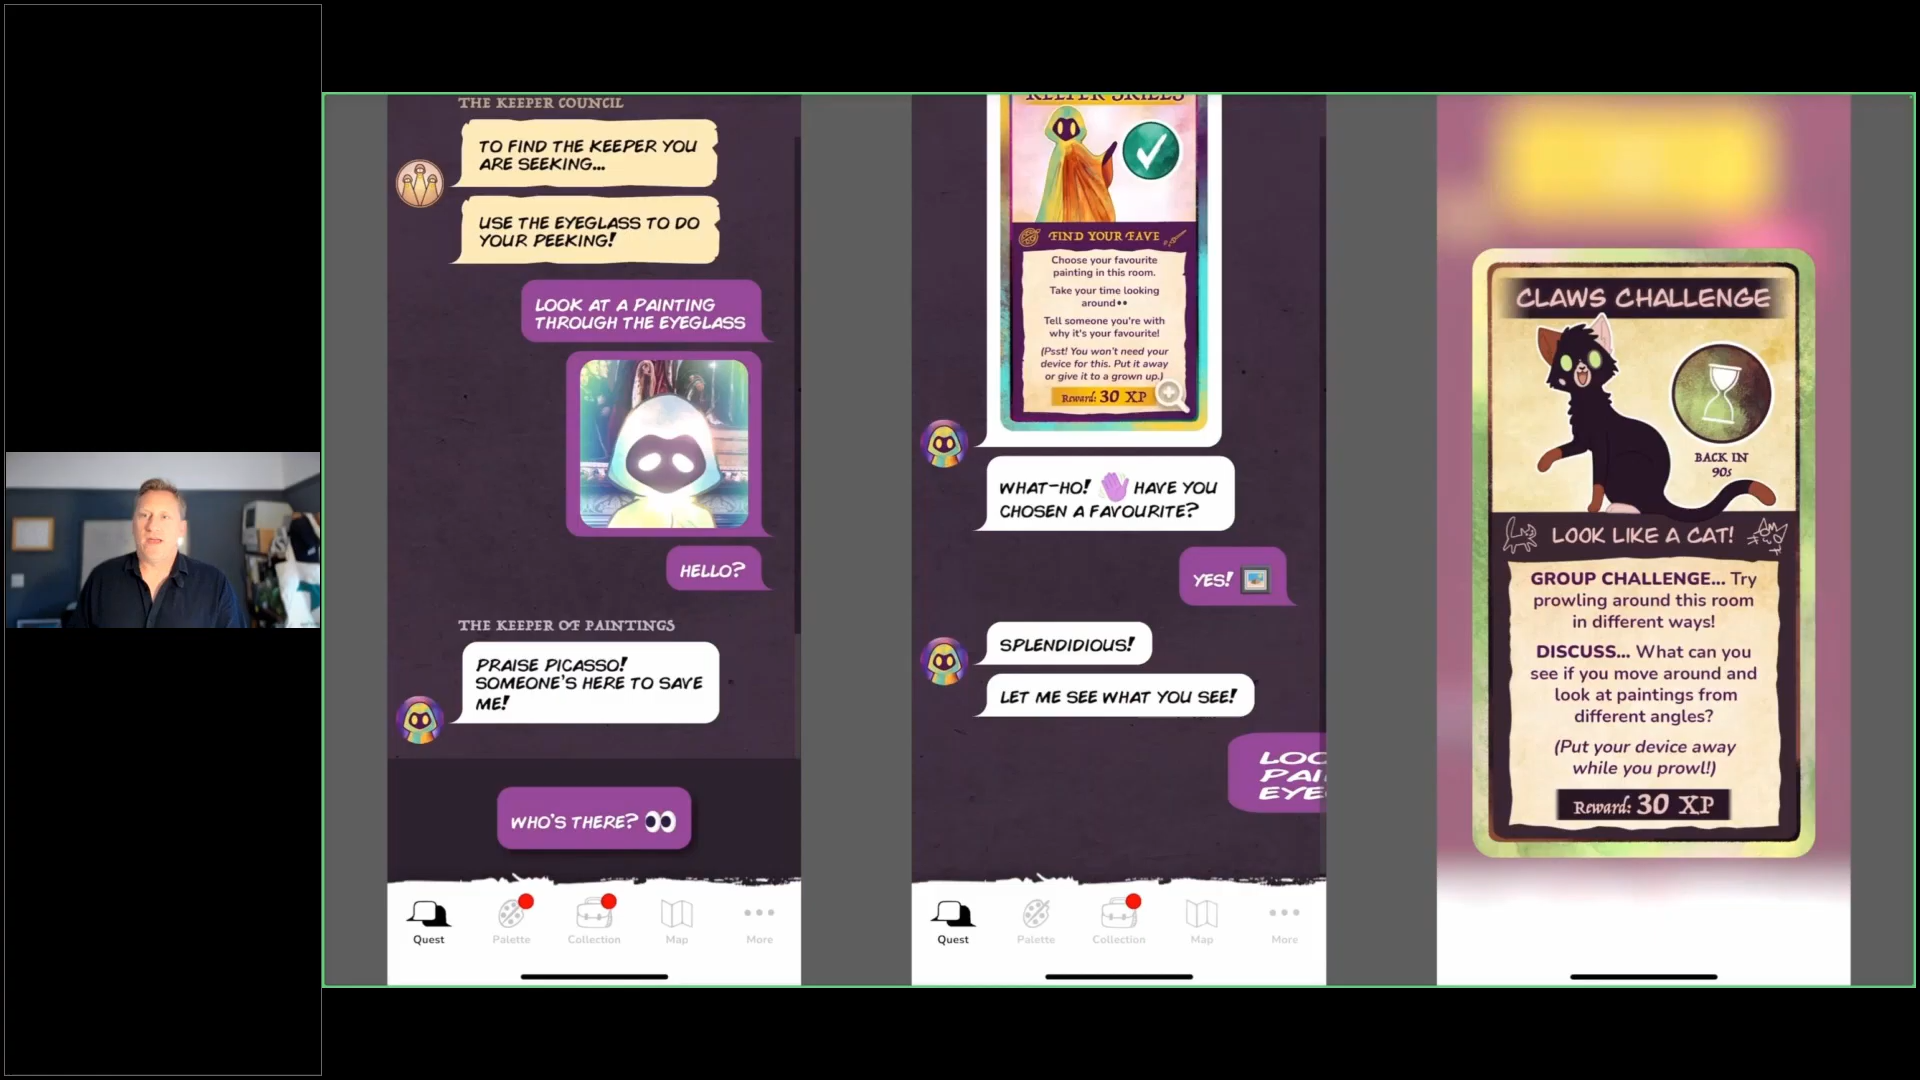 THE KEEPER COUNCIL
TO FIND THE KEEPER YOU
ARE SEEKING...
USE THE EYEGLASS TO DO
YOUR PEEKING!
LOOK AT A PAINTING
THROUGH THE EYEGLASS
HELLO?
THE KEEPER OF PAINTINGS
PRAISE PICASSO!
SOMEONE'S HERE TO SAVE
ME!
WHO'S THERE? 👀
Quest
Palette
Collection
Map
More
KEEPER SKILLS
FIND YOUR FAVE
Choose your favourite
painting in this room.
Take your time looking
around••
Tell someone you're with
why it's your favourite!
(Psst! You won't need your
device for this. Put it away
or give it to a grown up.)
Reward: 30 XP
WHAT-HO! 👋 HAVE YOU
CHOSEN A FAVOURITE?
YES! 🖼️
SPLENDIDIOUS!
LET ME SEE WHAT YOU SEE!
LOO
PAI
EYE
Quest
Palette
Collection
Map
More
CLAWS CHALLENGE
BACK IN
90s
LOOK LIKE A CAT!
GROUP CHALLENGE... Try
prowling around this room
in different ways!
DISCUSS... What can you
see if you move around and
look at paintings from
different angles?
(Put your device away
while you prowl!)
Reward: 30 XP